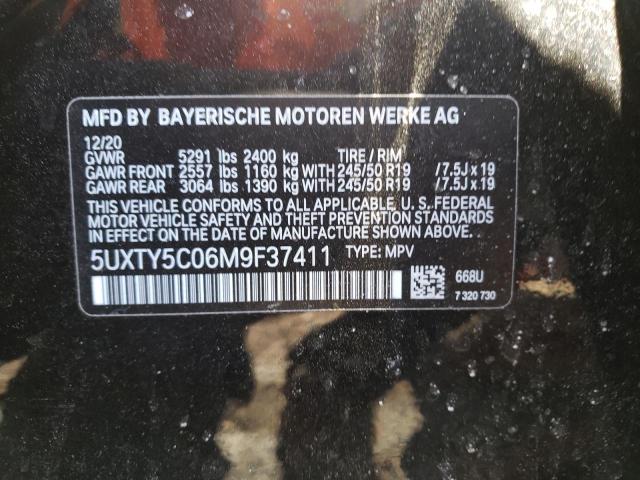 MFD BY BAYERISCHE MOTOREN WERKE AG
12/20
GVWR 5291 lbs 2400 kg TIRE / RIM
GAWR FRONT 2557 lbs 1160 kg WITH 245/50 R19 /7.5J x 19
GAWR REAR 3064 lbs 1390 kg WITH 245/50 R19 /7.5J x 19
THIS VEHICLE CONFORMS TO ALL APPLICABLE, U. S. FEDERAL
MOTOR VEHICLE SAFETY AND THEFT PREVENTION STANDARDS
IN EFFECT ON THE DATE OF MANUFACTURE SHOWN ABOVE.
5UXTY5C06M9F37411 TYPE: MPV
668U
7 320 730